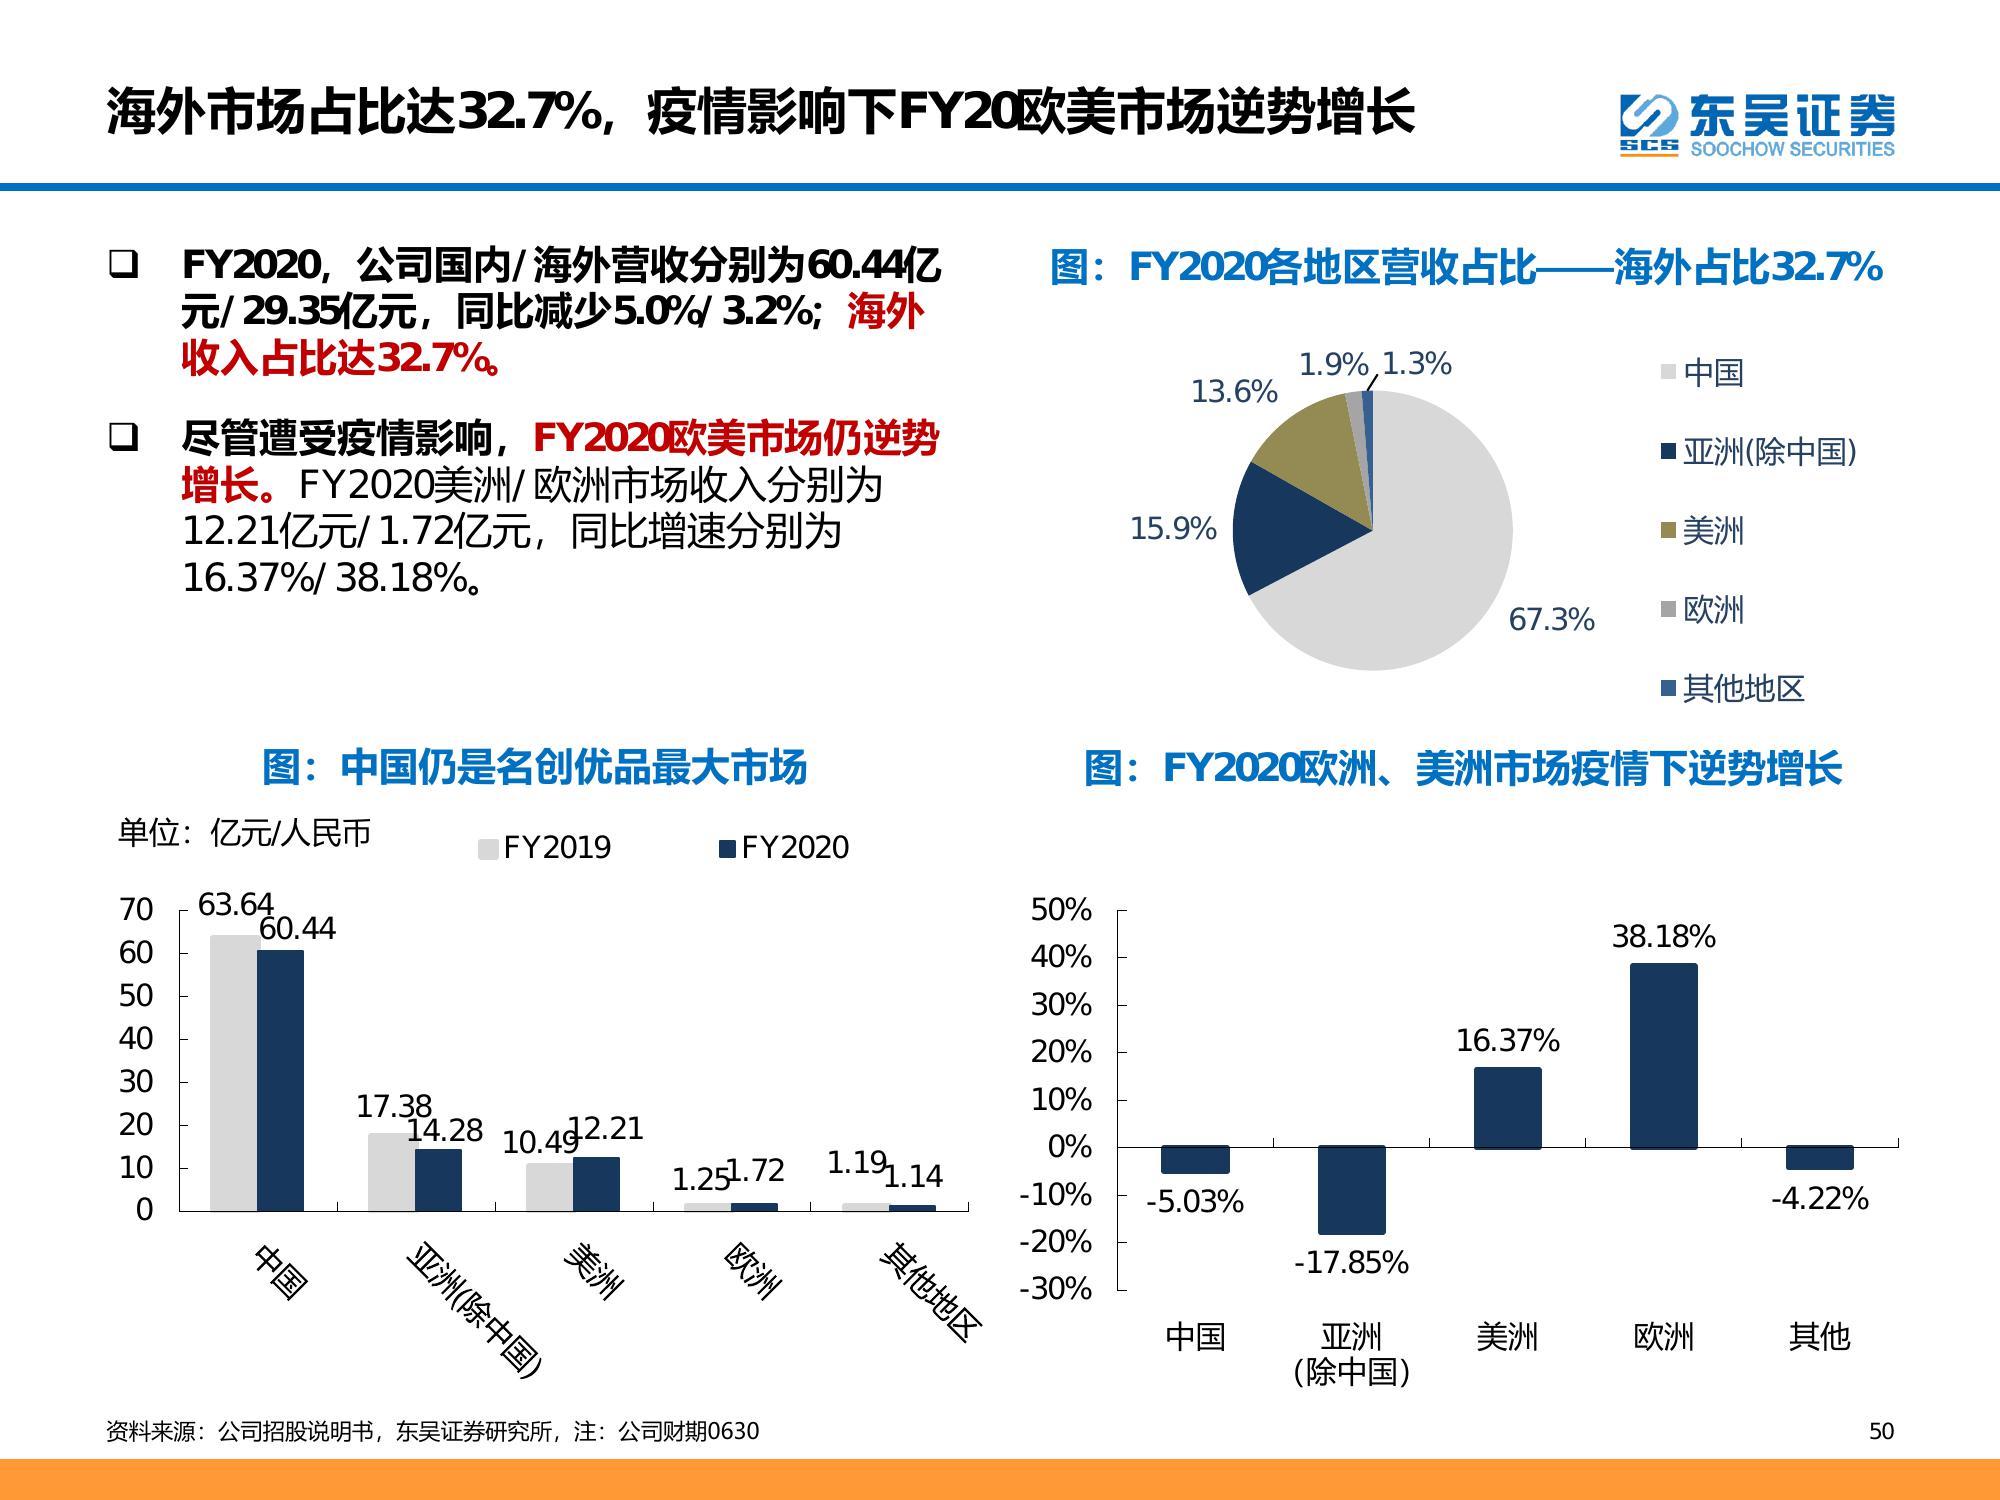 海外市场占比达32.7%，疫情影响下FY20欧美市场逆势增长
东吴证券
SCS
SOOCHOW SECURITIES
❑ FY2020，公司国内/海外营收分别为60.44亿
元/29.35亿元，同比减少5.0%/3.2%；海外
收入占比达32.7%。
❑ 尽管遭受疫情影响，FY2020欧美市场仍逆势
增长。FY2020美洲/欧洲市场收入分别为
12.21亿元/1.72亿元，同比增速分别为
16.37%/38.18%。
图：FY2020各地区营收占比——海外占比32.7%
1.9%
1.3%
13.6%
15.9%
67.3%
中国
亚洲(除中国)
美洲
欧洲
其他地区
图：中国仍是名创优品最大市场
单位：亿元/人民币
FY2019
FY2020
70
60
50
40
30
20
10
0
63.64
60.44
17.38
14.28
10.49
12.21
1.25
1.72
1.19
1.14
中国
亚洲(除中国)
美洲
欧洲
其他地区
图：FY2020欧洲、美洲市场疫情下逆势增长
50%
40%
30%
20%
10%
0%
-10%
-20%
-30%
-5.03%
-17.85%
16.37%
38.18%
-4.22%
中国
亚洲
(除中国)
美洲
欧洲
其他
资料来源：公司招股说明书，东吴证券研究所，注：公司财期0630
50